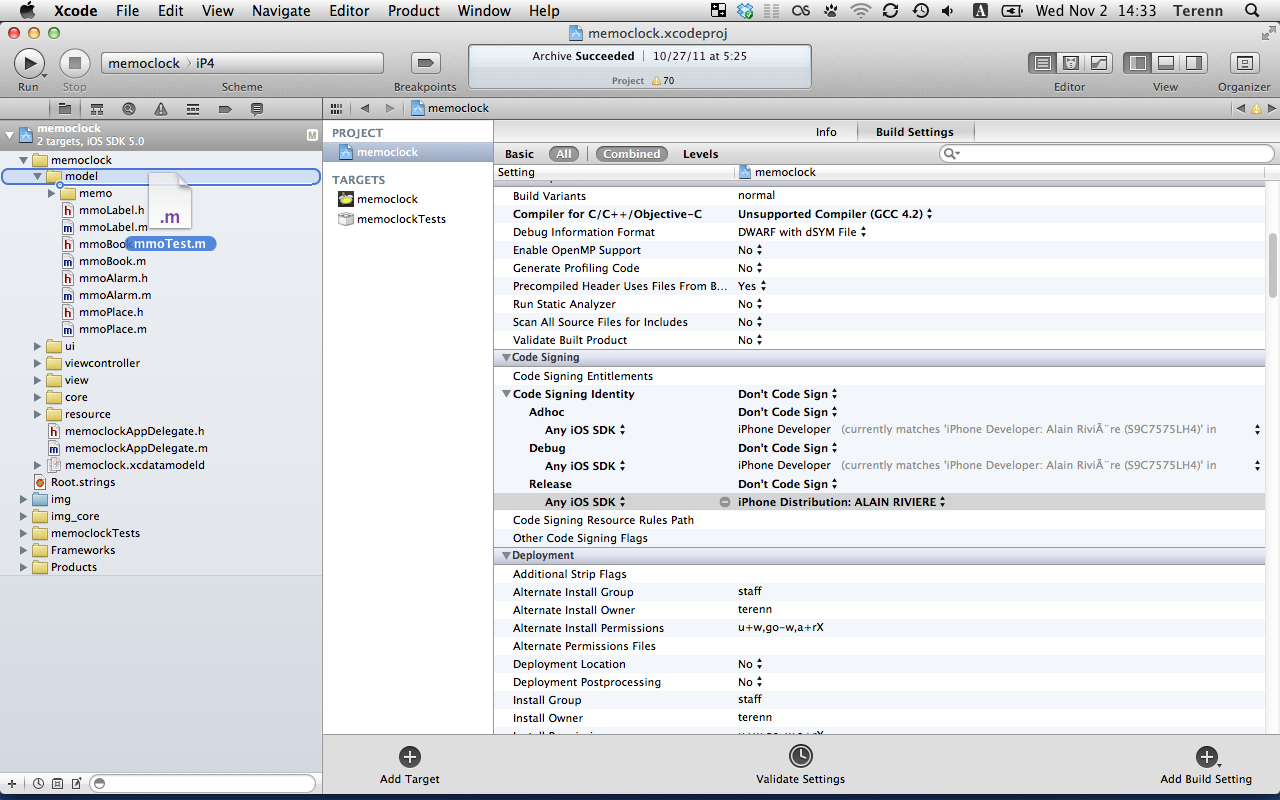 Xcode File Edit View Navigate Editor Product Window Help Wed Nov 2 14:33 Terenn
memoclock.xcodeproj
memoclock iP4
Archive Succeeded 10/27/11 at 5:25
Project 70
Run Stop Scheme Breakpoints Editor View Organizer
memoclock
memoclock M
2 targets, iOS SDK 5.0
memoclock
model
memo
mmoLabel.h
mmoLabel.m
mmoBook.m
mmoAlarm.h
mmoAlarm.m
mmoPlace.h
mmoPlace.m
ui
viewcontroller
view
core
resource
memoclockAppDelegate.h
memoclockAppDelegate.m
memoclock.xcdatamodeld
Root.strings
img
img_core
memoclockTests
Frameworks
Products
.m
mmoTest.m
PROJECT
memoclock
TARGETS
memoclock
memoclockTests
Info Build Settings
Basic All Combined Levels
Setting memoclock
Build Variants normal
Compiler for C/C++/Objective-C Unsupported Compiler (GCC 4.2)
Debug Information Format DWARF with dSYM File
Enable OpenMP Support No
Generate Profiling Code No
Precompiled Header Uses Files From B... Yes
Run Static Analyzer No
Scan All Source Files for Includes No
Validate Built Product No
Code Signing
Code Signing Entitlements
Code Signing Identity Don't Code Sign
Adhoc Don't Code Sign
Any iOS SDK iPhone Developer (currently matches 'iPhone Developer: Alain RiviÃ¨re (S9C7575LH4)' in
Debug Don't Code Sign
Any iOS SDK iPhone Developer (currently matches 'iPhone Developer: Alain RiviÃ¨re (S9C7575LH4)' in
Release Don't Code Sign
Any iOS SDK iPhone Distribution: ALAIN RIVIERE
Code Signing Resource Rules Path
Other Code Signing Flags
Deployment
Additional Strip Flags
Alternate Install Group staff
Alternate Install Owner terenn
Alternate Install Permissions u+w,go-w,a+rX
Alternate Permissions Files
Deployment Location No
Deployment Postprocessing No
Install Group staff
Install Owner terenn
Add Target Validate Settings Add Build Setting